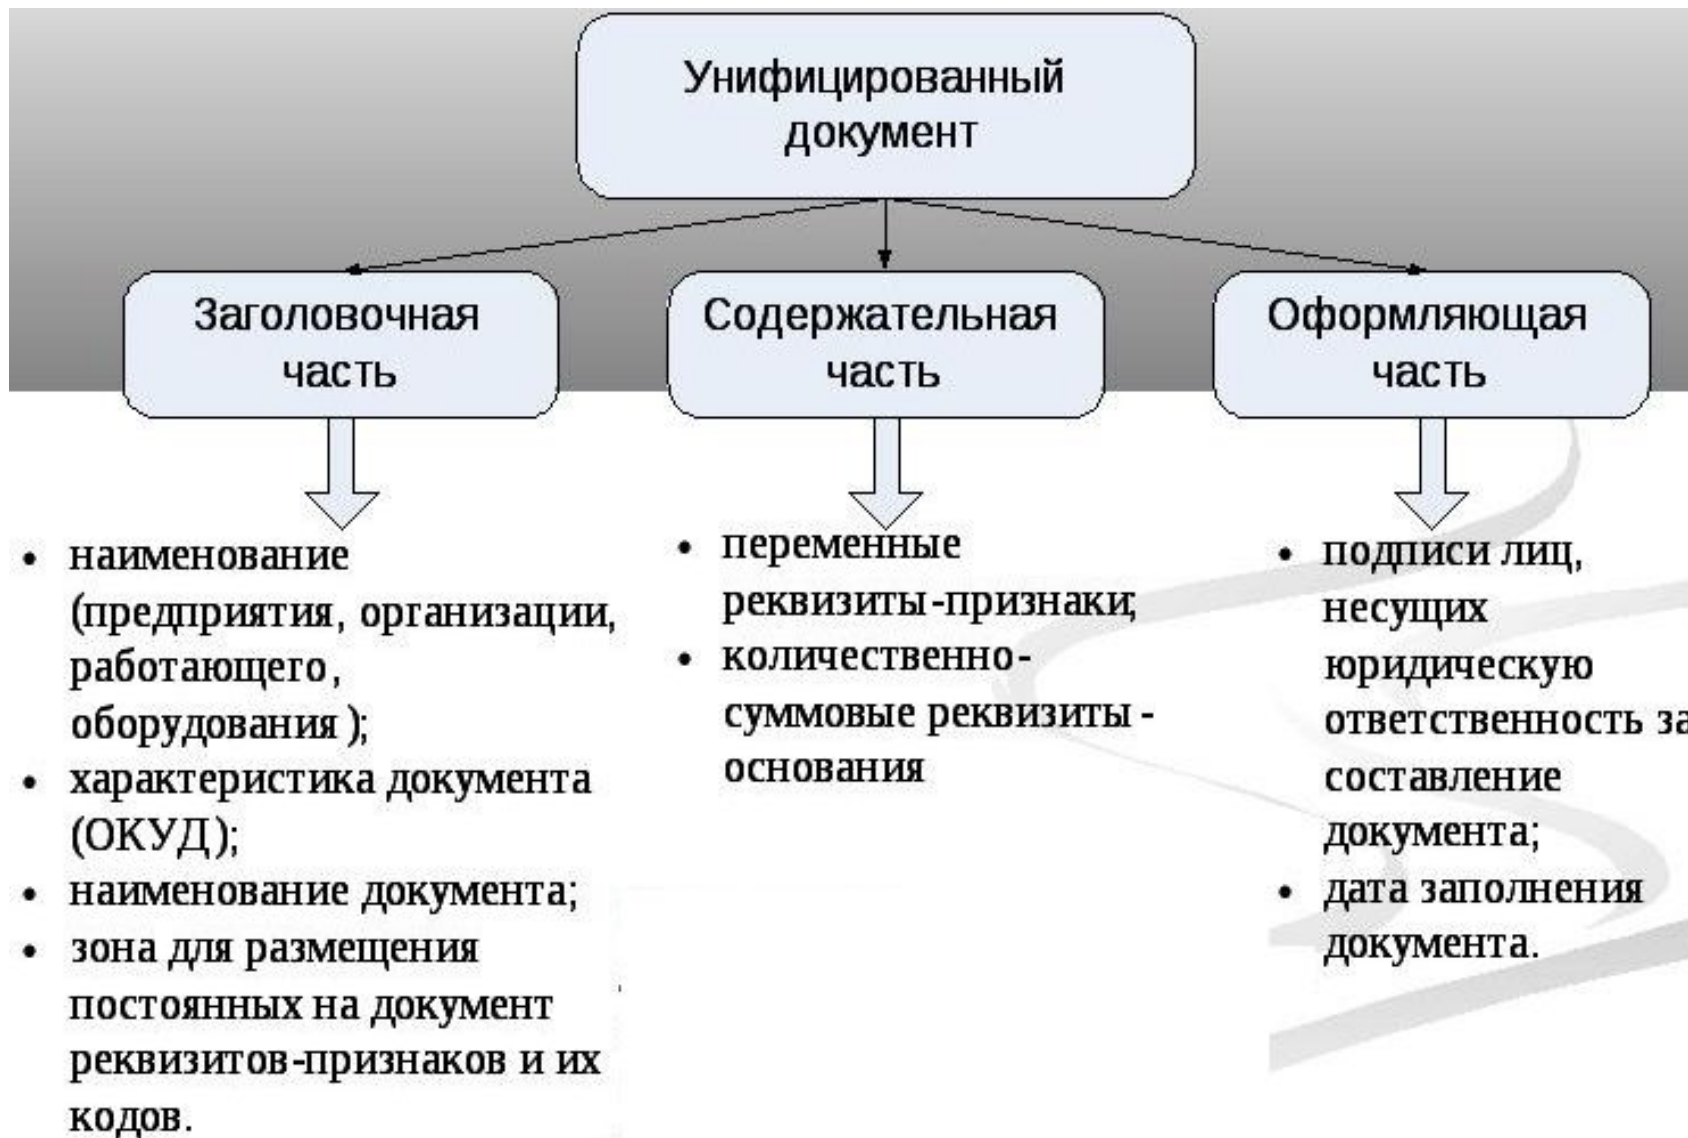 Унифицированный
документ
Заголовочная
часть
Содержательная
часть
Оформляющая
часть
• наименование
(предприятия, организации,
работающего,
оборудования );
• характеристика документа
(ОКУД);
• наименование документа;
• зона для размещения
постоянных на документ
реквизитов-признаков и их
кодов.
• переменные
реквизиты-признаки;
• количественно-
суммовые реквизиты -
основания
• подписи лиц,
несущих
юридическую
ответственность за
составление
документа;
• дата заполнения
документа.